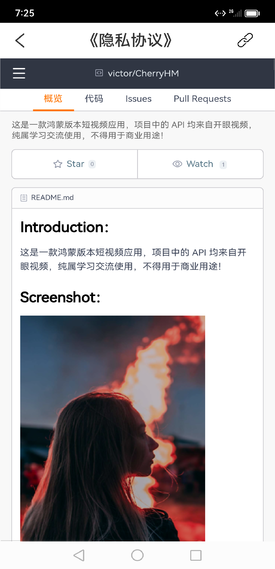 7:25
《隐私协议》
victor/CherryHM
概览 代码 Issues Pull Requests
这是一款鸿蒙版本短视频应用，项目中的 API 均来自开眼视频，
纯属学习交流使用，不得用于商业用途！
Star 0 Watch 1
README.md
Introduction：
这是一款鸿蒙版本短视频应用，项目中的 API 均来自开
眼视频，纯属学习交流使用，不得用于商业用途！
Screenshot：